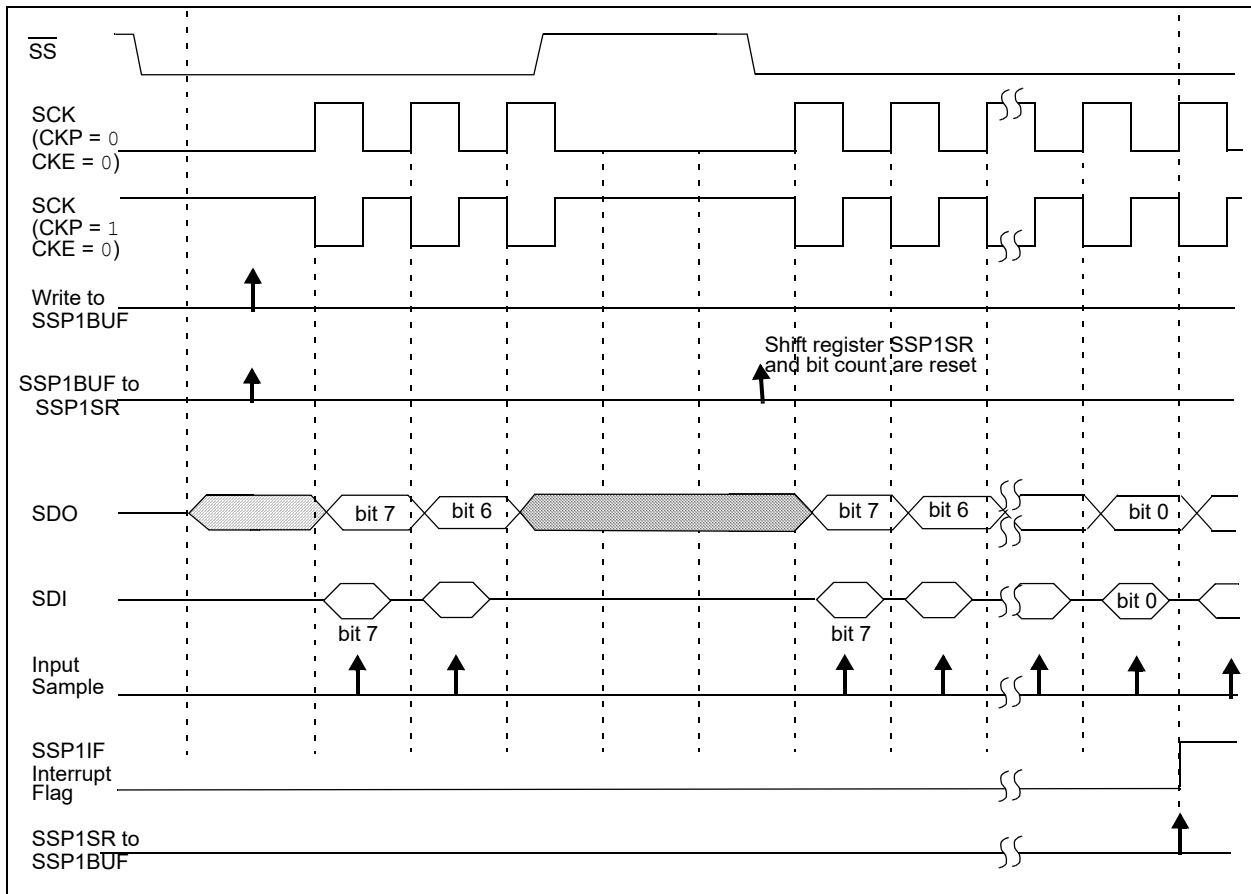 SS
SCK
(CKP = 0
CKE = 0)
SCK
(CKP = 1
CKE = 0)
Write to
SSP1BUF
Shift register SSP1SR
and bit count are reset
SSP1BUF to
SSP1SR
SDO
bit 7
bit 6
bit 7
bit 6
bit 0
SDI
bit 0
bit 7
bit 7
Input
Sample
SSP1IF
Interrupt
Flag
SSP1SR to
SSP1BUF